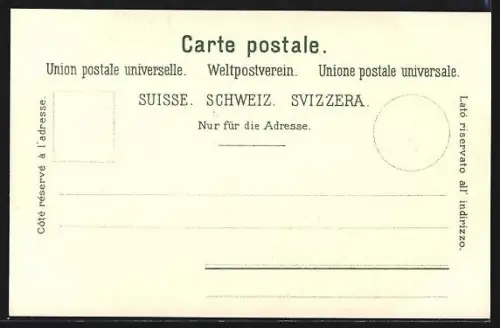 Carte postale.
Union postale universelle. Weltpostverein. Unione postale universale.
SUISSE. SCHWEIZ. SVIZZERA.
Nur für die Adresse.
Côté réservé à l'adresse.
Lató riservato all' indirizzo.